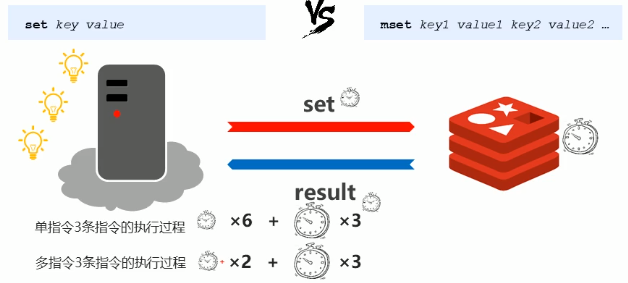 set key value
VS
mset key1 value1 key2 value2 …
set
result
单指令3条指令的执行过程 ×6 + ×3
多指令3条指令的执行过程 + ×2 + ×3